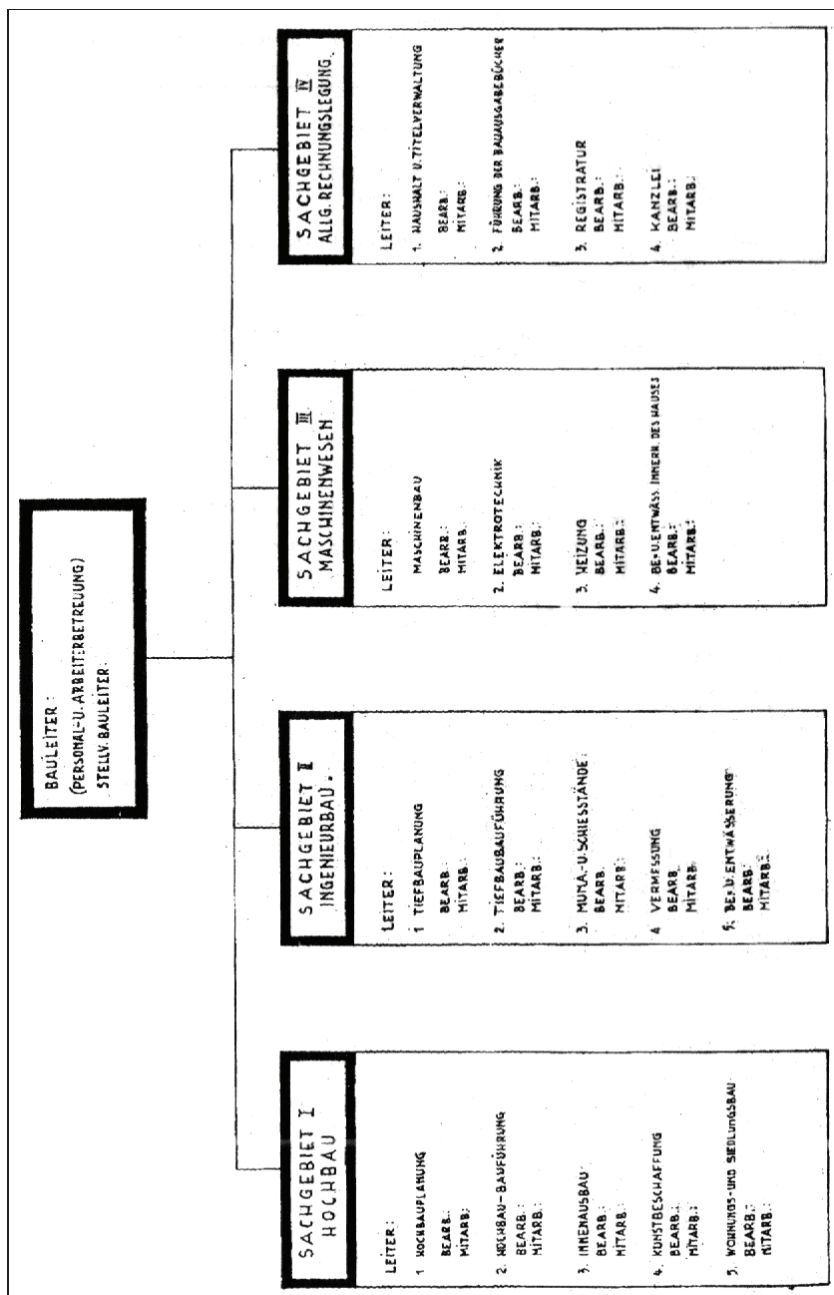 BAULEITER:
(PERSONAL-U. ARBEITERBETREUUNG)
STELLV. BAULEITER:
SACHGEBIET I
HOCHBAU
LEITER:
1 HOCHBAUPLANUNG
BEARB.:
MITARB.:
2. HOCHBAU-BAUFÜHRUNG
BEARB.:
MITARB.:
3. INNENAUSBAU:
BEARB.:
MITARB.:
4. KUNSTBESCHAFFUNG
BEARB.:
MITARB.:
5. WOHNUNGS-UND SIEDLUNGSBAU:
BEARB.:
MITARB.:
SACHGEBIET II
INGENIEURBAU.
LEITER:
1 TIEFBAUPLANUNG
BEARB.:
MITARB.:
2. TIEFBAUBAUFÜHRUNG
BEARB.:
MITARB.:
3. MUNA.-U. SCHIESSTÄNDE:
BEARB.
MITARB.:
4 VERMESSUNG
BEARB.
MITARB.
5. BE-U. ENTWÄSSERUNG
BEARB.
MITARB.:
SACHGEBIET III
MASCHINENWESEN
LEITER:
MASCHINENBAU
BEARB.:
MITARB.:
2. ELEKTROTECHNIK
BEARB.:
MITARB.:
3. HEIZUNG
BEARB.:
MITARB.:
4. BE-U. ENTWÄSS. INNERH. DES HAUSES
BEARB.:
MITARB.:
SACHGEBIET IV
ALLG. RECHNUNGSLEGUNG.
LEITER:
1. HAUSHALT U. TITELVERWALTUNG
BEARB.:
MITARB.:
2. FÜHRUNG DER BAUAUSGABEBÜCHER
BEARB.:
MITARB.:
3. REGISTRATUR
BEARB.:
MITARB.:
4. KANZLEI
BEARB.:
MITARB.: